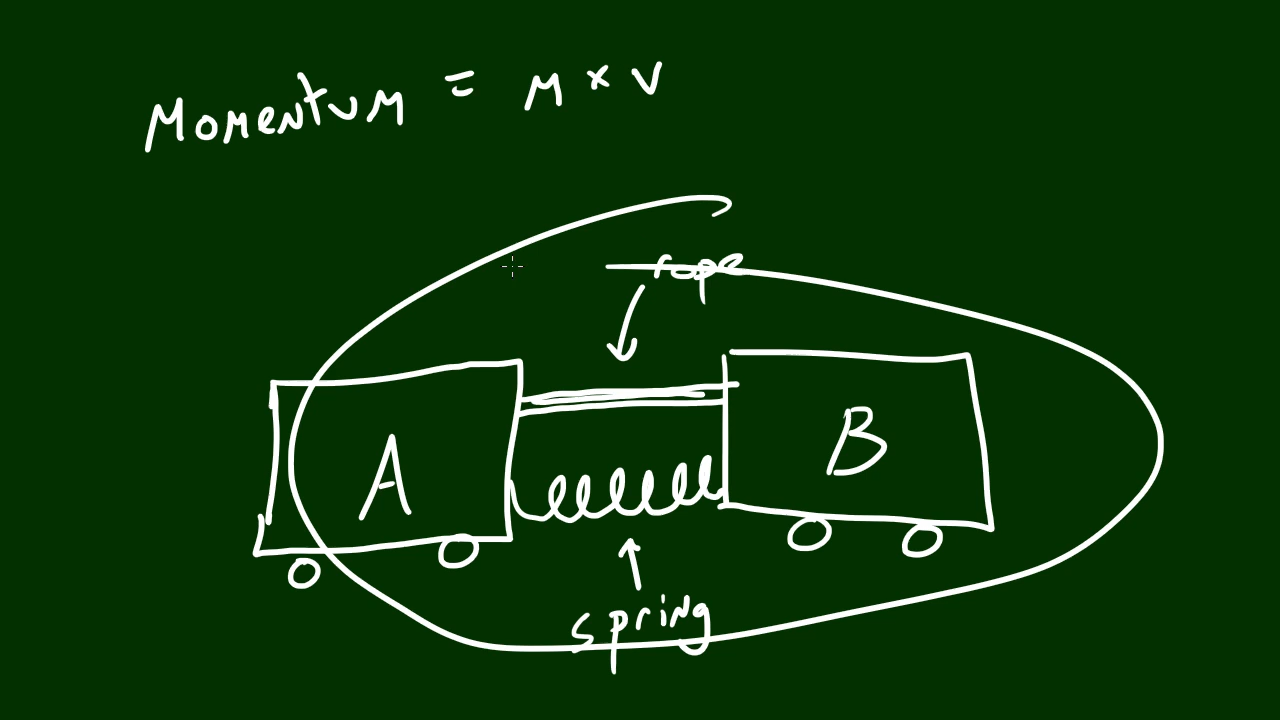 Momentum = m × v
rope
A
B
spring